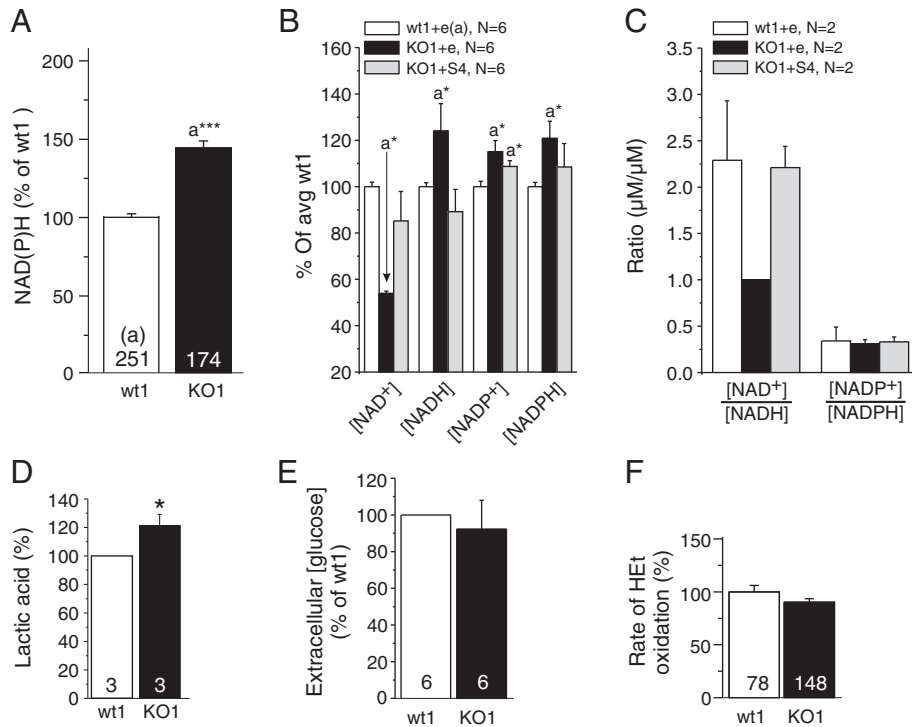 A
NAD(P)H (% of wt1)
200
150
100
50
0
a***
(a)
251
174
wt1
KO1
B
wt1+e(a), N=6
KO1+e, N=6
KO1+S4, N=6
% Of avg wt1
160
140
120
100
80
60
40
20
a*
a*
a*
a*
a*
[NAD+]
[NADH]
[NADP+]
[NADPH]
C
wt1+e, N=2
KO1+e, N=2
KO1+S4, N=2
Ratio (µM/µM)
3.0
2.5
2.0
1.5
1.0
0.5
0.0
[NAD+]
[NADH]
[NADP+]
[NADPH]
D
Lactic acid (%)
140
120
100
80
60
40
20
0
*
3
3
wt1
KO1
E
Extracellular [glucose]
(% of wt1)
120
100
80
60
40
20
0
6
6
wt1
KO1
F
Rate of HEt
oxidation (%)
150
100
50
0
78
148
wt1
KO1